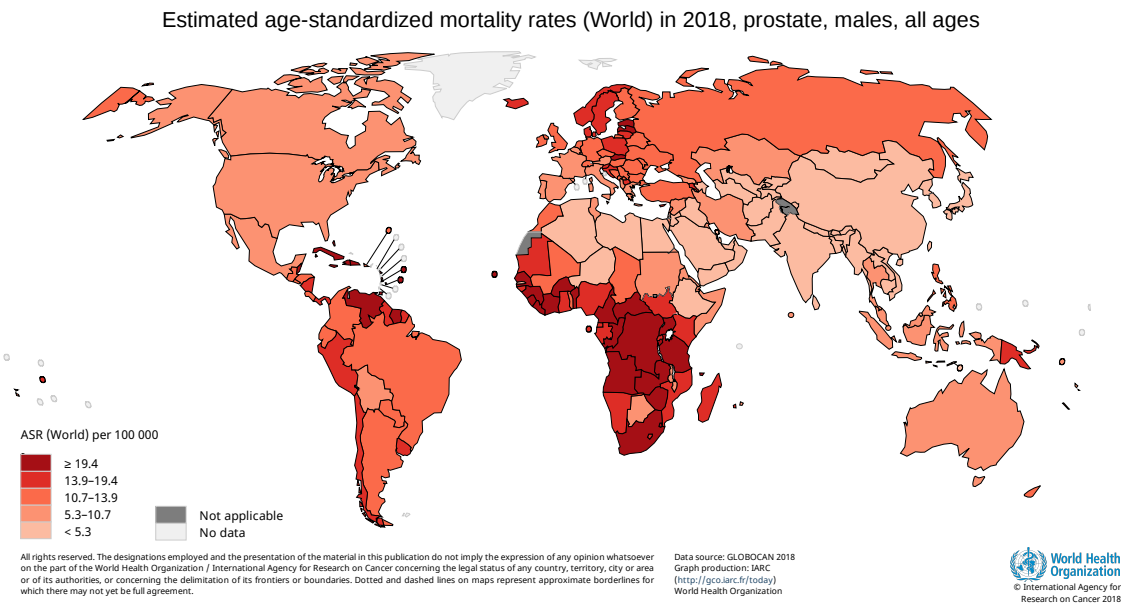 Estimated age-standardized mortality rates (World) in 2018, prostate, males, all ages
ASR (World) per 100 000
≥ 19.4
13.9–19.4
10.7–13.9
5.3–10.7
< 5.3
Not applicable
No data
All rights reserved. The designations employed and the presentation of the material in this publication do not imply the expression of any opinion whatsoever
on the part of the World Health Organization / International Agency for Research on Cancer concerning the legal status of any country, territory, city or area
or of its authorities, or concerning the delimitation of its frontiers or boundaries. Dotted and dashed lines on maps represent approximate borderlines for
which there may not yet be full agreement.
Data source: GLOBOCAN 2018
Graph production: IARC
(http://gco.iarc.fr/today)
World Health Organization
World Health
Organization
© International Agency for
Research on Cancer 2018